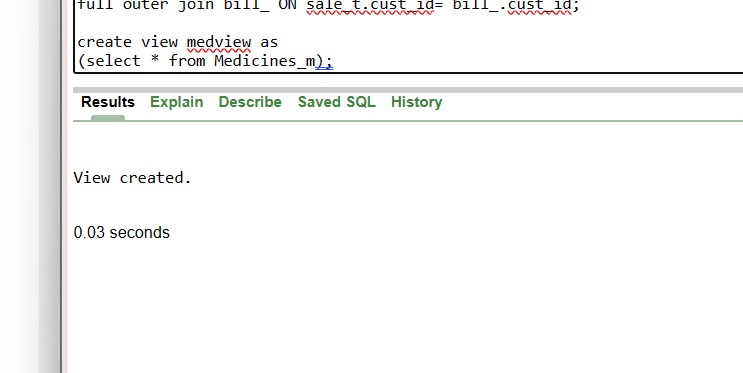 full outer join bill_ ON sale_t.cust_id= bill_.cust_id;
create view medview as
(select * from Medicines_m);
Results Explain Describe Saved SQL History
View created.
0.03 seconds